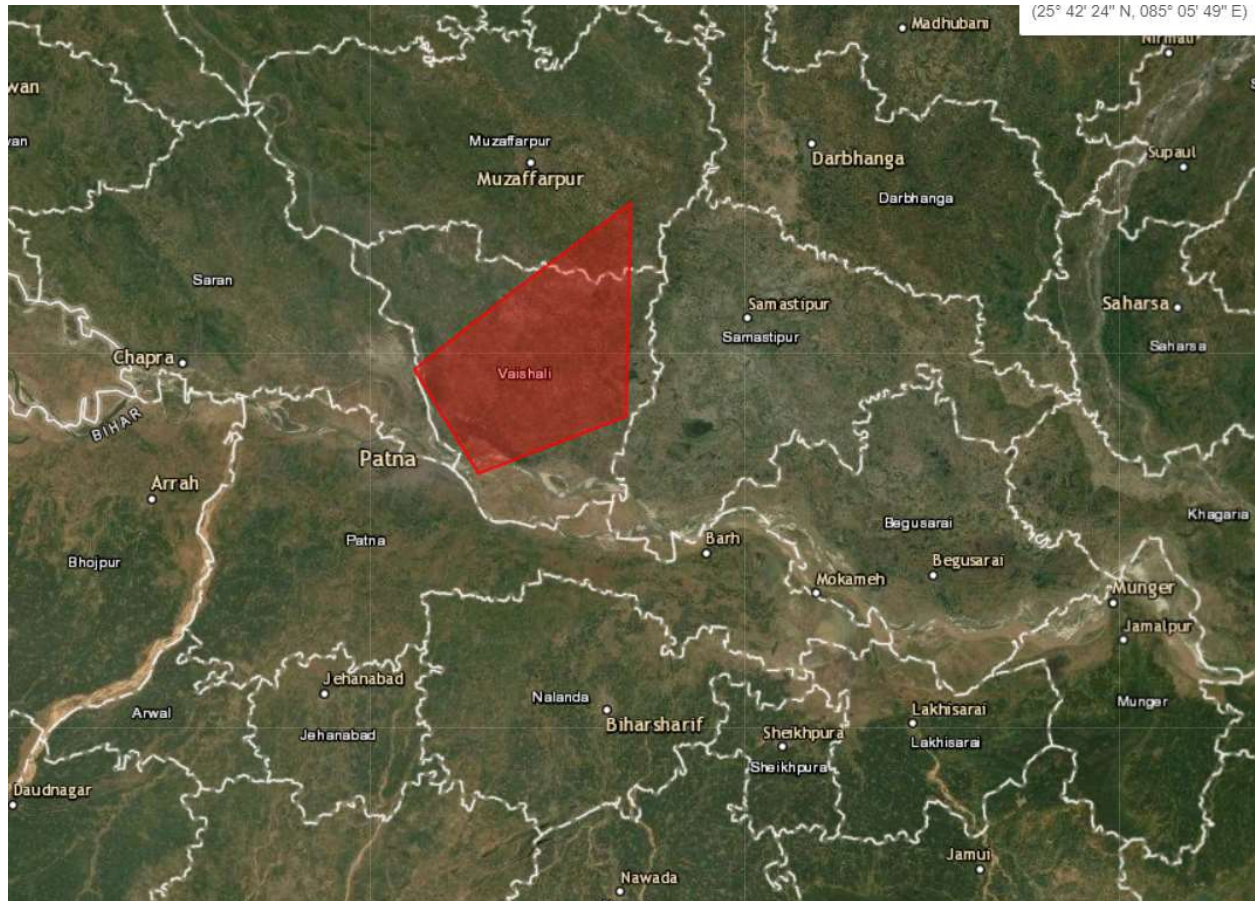 (25° 42' 24" N, 085° 05' 49" E)
Madhubani
Nirmali
wan
van
Muzaffarpur
Muzaffarpur
Darbhanga
Darbhanga
Supaul
Saran
Samastipur
Samastipur
Saharsa
Saharsa
Chapra
Vaishali
BIHAR
Patna
Arrah
Patna
Bhojpur
Barh
Begusarai
Begusarai
Khagaria
Mokameh
Munger
Jamalpur
Jehanabad
Jehanabad
Arwal
Nalanda
Biharsharif
Sheikhpura
Sheikhpura
Lakhisarai
Lakhisarai
Munger
Daudnagar
Jamui
Nawada